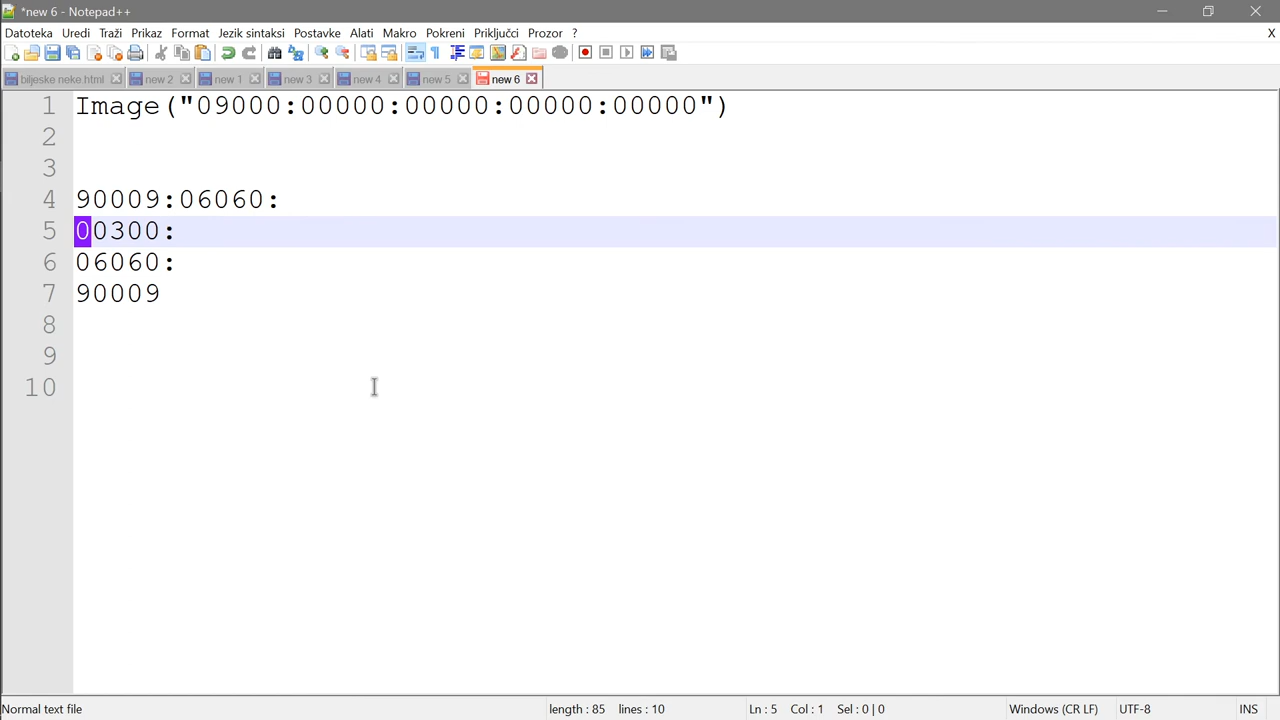 *new 6 - Notepad++
Datoteka Uredi Traži Prikaz Format Jezik sintaksi Postavke Alati Makro Pokreni Priključci Prozor ? X
biljeske neke.html new 2 new 1 new 3 new 4 new 5 new 6
1 Image("09000:00000:00000:00000:00000")
2
3
4 90009:06060:
5 00300:
6 06060:
7 90009
8
9
10
Normal text file length : 85 lines : 10 Ln : 5 Col : 1 Sel : 0 | 0 Windows (CR LF) UTF-8 INS